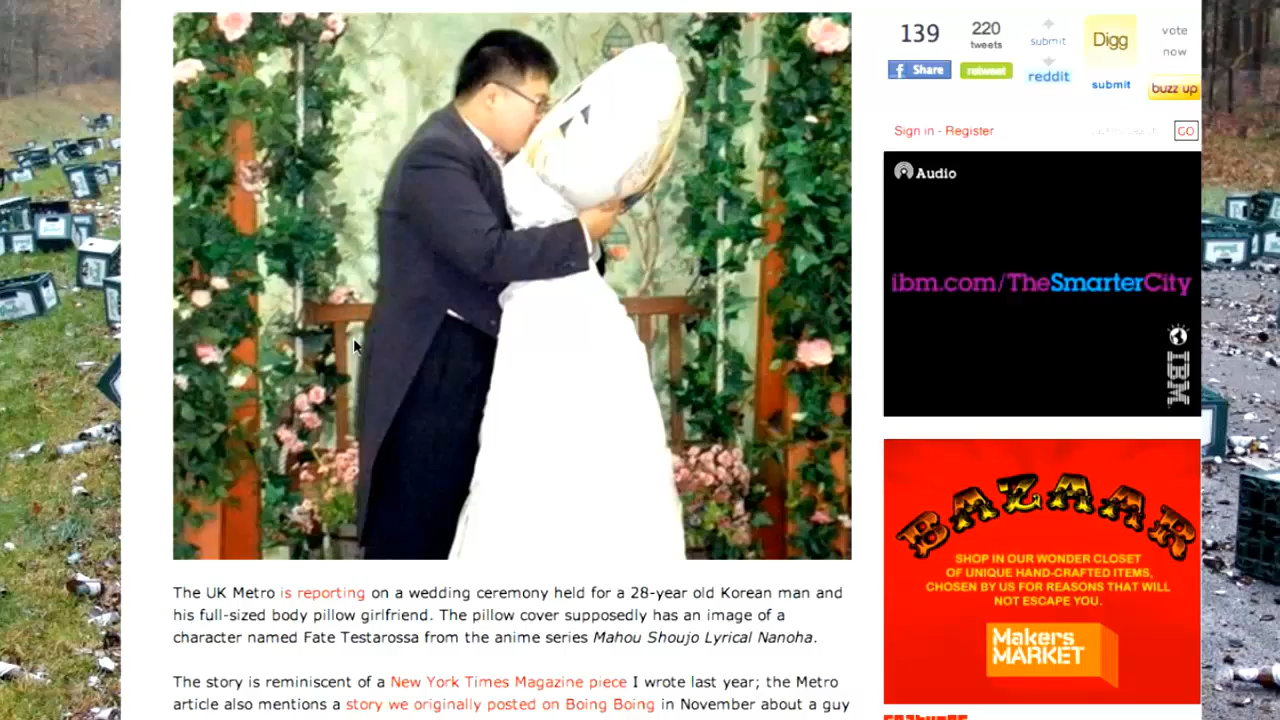 139
220
tweets
submit
Digg
vote
now
Share
retweet
reddit
submit
buzz up
Sign in - Register
GO
Audio
ibm.com/TheSmarterCity
IBM
BAZAAR
SHOP IN OUR WONDER CLOSET
OF UNIQUE HAND-CRAFTED ITEMS,
CHOSEN BY US FOR REASONS THAT WILL
NOT ESCAPE YOU.
Makers
MARKET
The UK Metro is reporting on a wedding ceremony held for a 28-year old Korean man and
his full-sized body pillow girlfriend. The pillow cover supposedly has an image of a
character named Fate Testarossa from the anime series Mahou Shoujo Lyrical Nanoha.
The story is reminiscent of a New York Times Magazine piece I wrote last year; the Metro
article also mentions a story we originally posted on Boing Boing in November about a guy